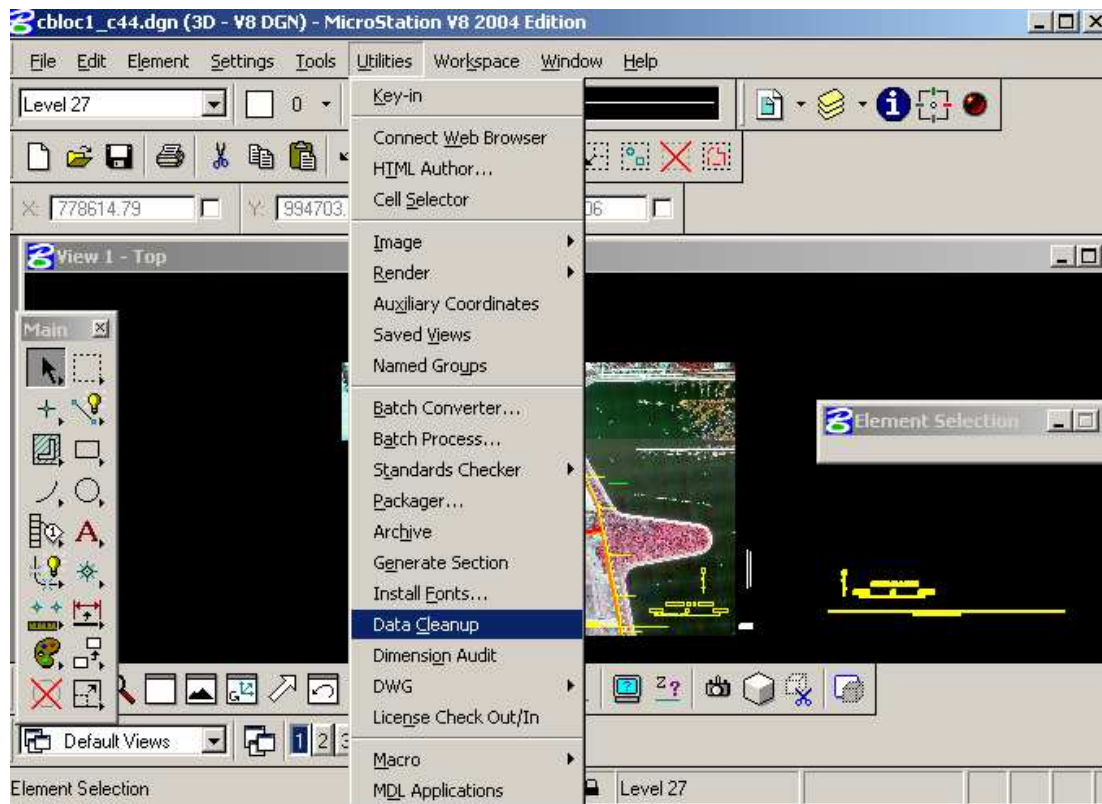 cbloc1_c44.dgn (3D - V8 DGN) - MicroStation V8 2004 Edition
File Edit Element Settings Tools Utilities Workspace Window Help
Level 27 0
Key-in
Connect Web Browser
HTML Author...
Cell Selector
X: 778614.79 Y: 994703.
Image
View 1 - Top
Render
Auxiliary Coordinates
Saved Views
Main
Named Groups
Batch Converter...
Element Selection
Batch Process...
Standards Checker
Packager...
Archive
Generate Section
Install Fonts...
Data Cleanup
Dimension Audit
DWG
License Check Out/In
Default Views 1 2 3
Macro
MDL Applications
Element Selection Level 27